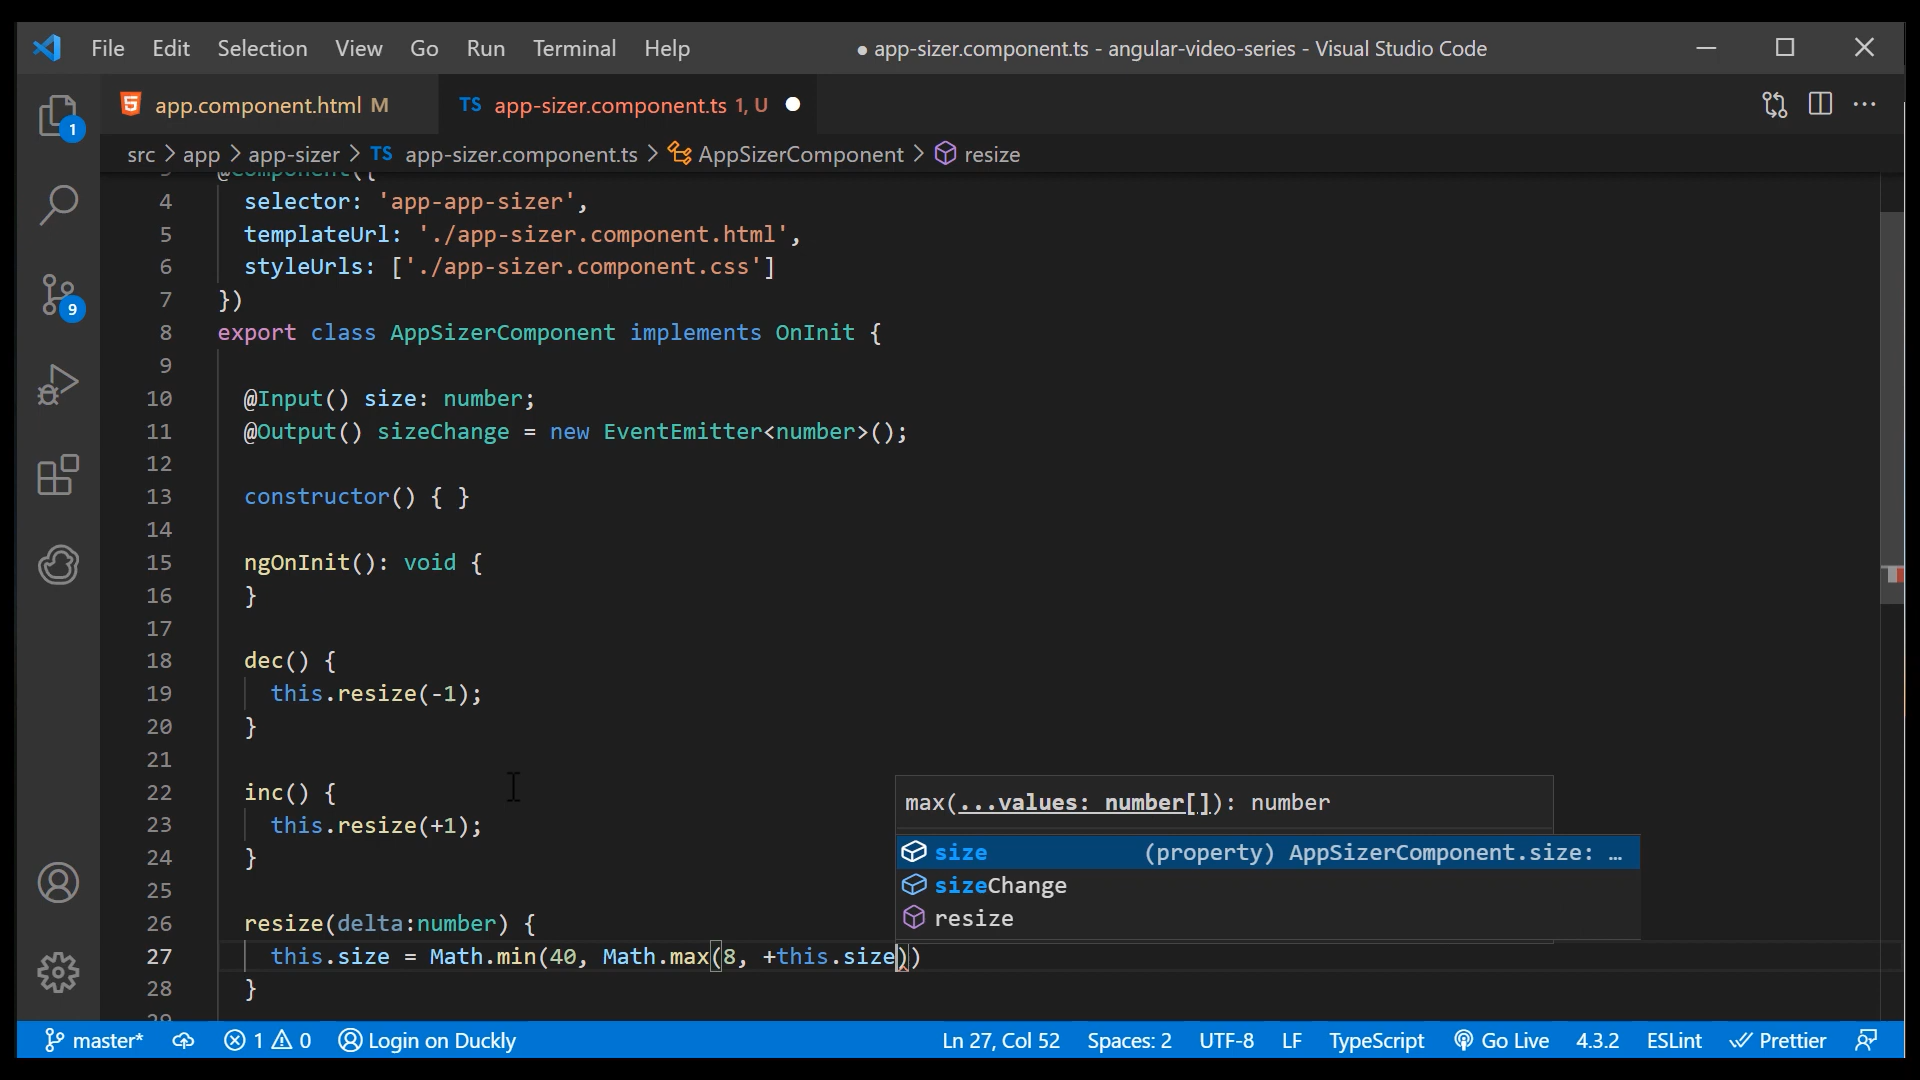 File Edit Selection View Go Run Terminal Help ● app-sizer.component.ts - angular-video-series - Visual Studio Code
app.component.html M TS app-sizer.component.ts 1, U
src > app > app-sizer > TS app-sizer.component.ts > AppSizerComponent > resize
1
9
3 @Component({
4 selector: 'app-app-sizer',
5 templateUrl: './app-sizer.component.html',
6 styleUrls: ['./app-sizer.component.css']
7 })
8 export class AppSizerComponent implements OnInit {
9
10 @Input() size: number;
11 @Output() sizeChange = new EventEmitter<number>();
12
13 constructor() { }
14
15 ngOnInit(): void {
16 }
17
18 dec() {
19 this.resize(-1);
20 }
21
22 inc() {
23 this.resize(+1);
24 }
25
26 resize(delta:number) {
27 this.size = Math.min(40, Math.max(8, +this.size))
28 }
29
max(...values: number[]): number
size (property) AppSizerComponent.size: …
sizeChange
resize
master* 1 0 Login on Duckly Ln 27, Col 52 Spaces: 2 UTF-8 LF TypeScript Go Live 4.3.2 ESLint Prettier